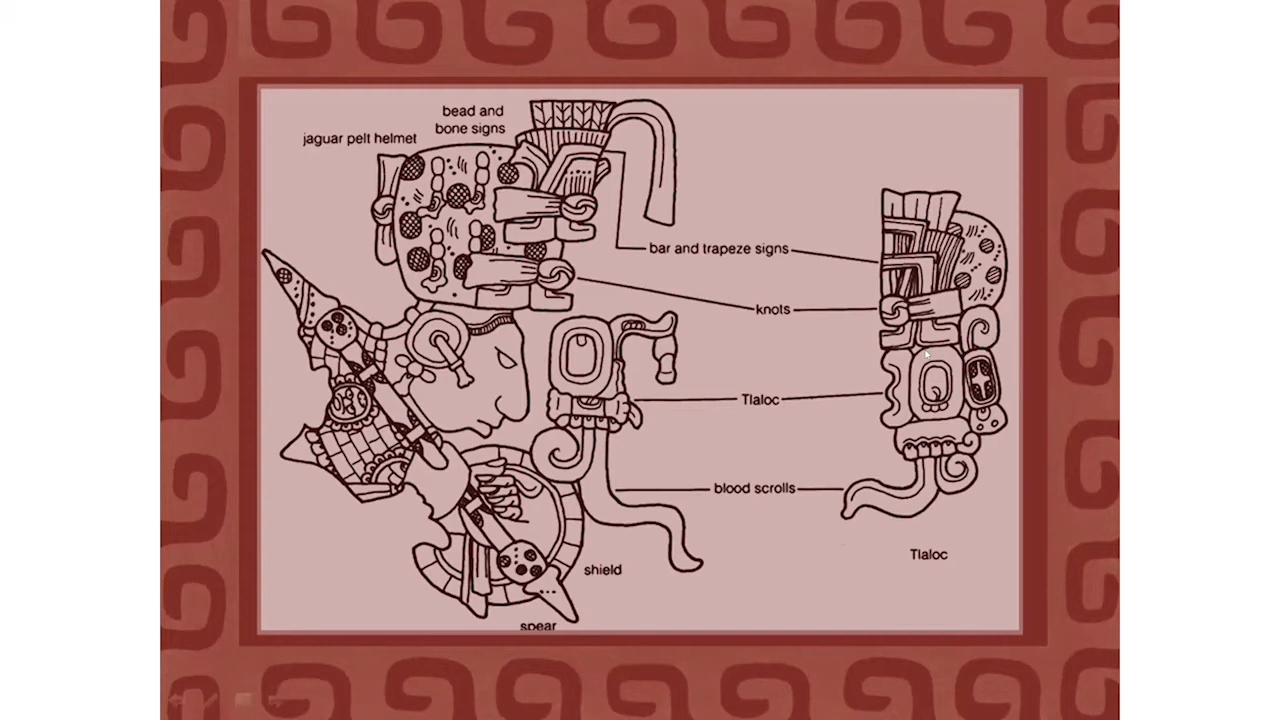 bead and
bone signs
jaguar pelt helmet
bar and trapeze signs
knots
Tlaloc
blood scrolls
Tlaloc
shield
spear